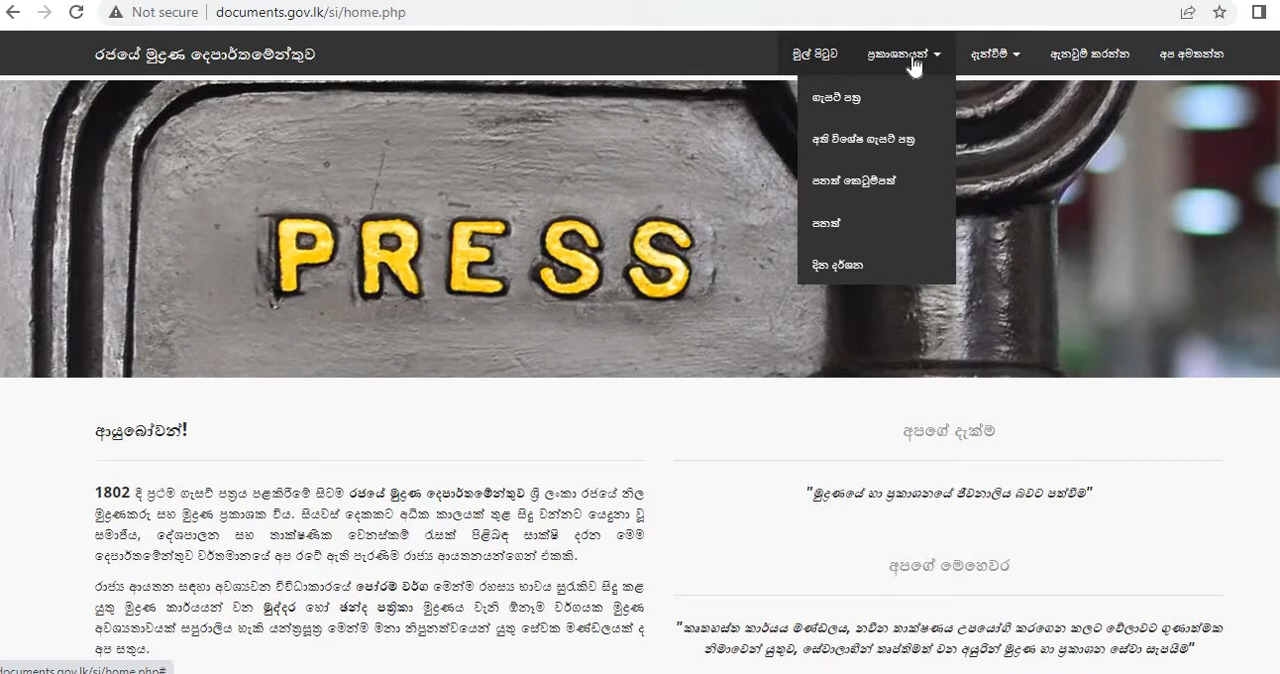 Not secure
documents.gov.lk/si/home.php
රජයේ මුද්‍රණ දෙපාර්තමේන්තුව
මුල් පිටුව
ප්‍රකාශනයන්
දැන්වීම්
ඇනවුම් කරන්න
අප අමතන්න
ගැසට් පත්‍ර
අති විශේෂ ගැසට් පත්‍ර
පනත් කෙටුම්පත්
පනත්
දින දර්ශන
PRESS
ආයුබෝවන්!
1802 දී ප්‍රථම ගැසට් පත්‍රය පළකිරීමේ සිටම රජයේ මුද්‍රණ දෙපාර්තමේන්තුව ශ්‍රී ලංකා රජයේ නිල
මුද්‍රණකරු සහ මුද්‍රණ ප්‍රකාශක විය. සියවස් දෙකකට අධික කාලයක් තුළ සිදු වන්නට යෙදුනා වූ
සමාජීය, දේශපාලන සහ තාක්ෂණික වෙනස්කම් රැසක් පිළිබඳ සාක්ෂි දරන මෙම
දෙපාර්තමේන්තුව වර්තමානයේ අප රටේ ඇති පැරණිම රාජ්‍ය ආයතනයන්ගෙන් එකකි.
රාජ්‍ය ආයතන සඳහා අවශ්‍යවන විවිධාකාරයේ පෝරම වර්ග මෙන්ම රහස්‍ය භාවය සුරැකිව සිදු කළ
යුතු මුද්‍රණ කාර්යයන් වන මුද්දර හෝ ඡන්ද පත්‍රිකා මුද්‍රණය වැනි ඕනෑම වර්ගයක මුද්‍රණ
අවශ්‍යතාවයක් සපුරාලිය හැකි යන්ත්‍රසූත්‍ර මෙන්ම මනා නිපුනත්වයෙන් යුතු සේවක මණ්ඩලයක් ද
අප සතුය.
අපගේ දැක්ම
"මුද්‍රණයේ හා ප්‍රකාශනයේ ජීවනාලිය බවට පත්වීම"
අපගේ මෙහෙවර
"කෘතහස්ත කාර්යය මණ්ඩලය, නවීන තාක්ෂණය උපයෝගී කරගෙන කලට වේලාවට ගුණාත්මක
නිමාවෙන් යුතුව, සේවාලාභීන් තෘප්තිමත් වන අයුරින් මුද්‍රණ හා ප්‍රකාශන සේවා සැපයීම"
documents.gov.lk/si/home.php#